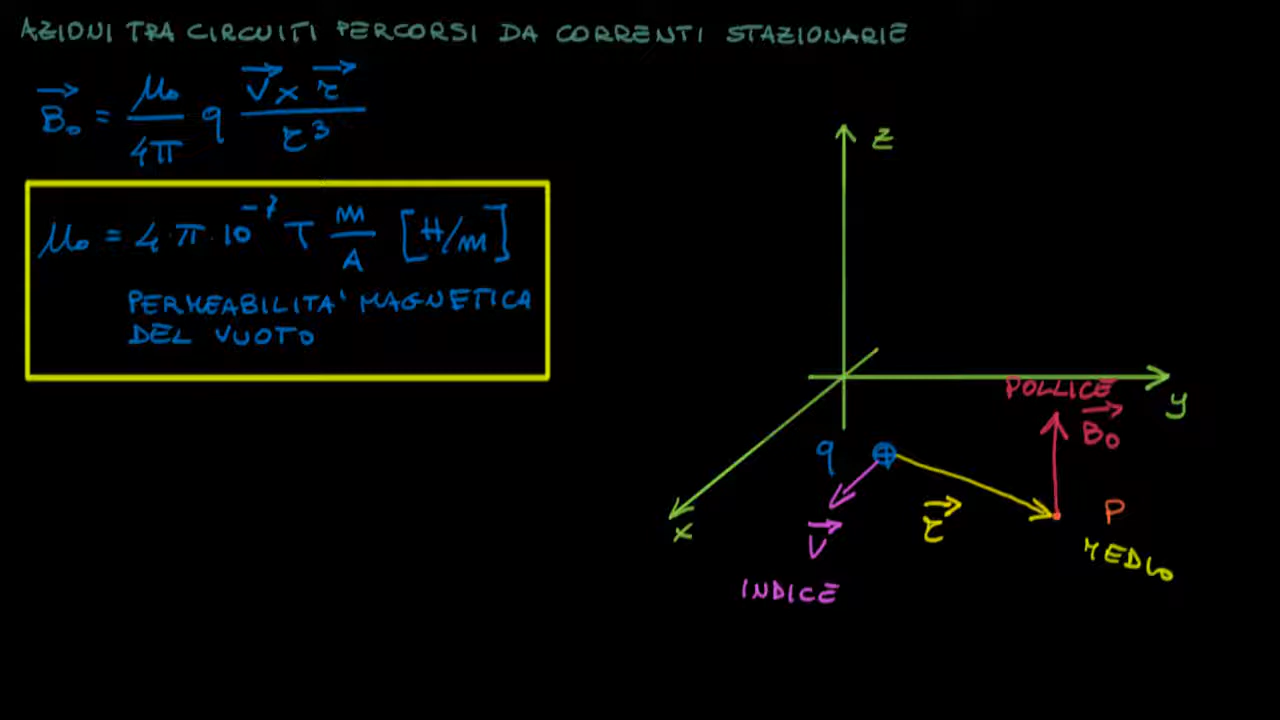 AZIONI TRA CIRCUITI PERCORSI DA CORRENTI STAZIONARIE
B₀ = μ₀/4π q v × r / r³
μ₀ = 4·π·10⁻⁷ T m/A [H/m]
PERMEABILITA' MAGNETICA
DEL VUOTO
z
y
x
POLLICE
B₀
q
r
P
V
MEDIO
INDICE